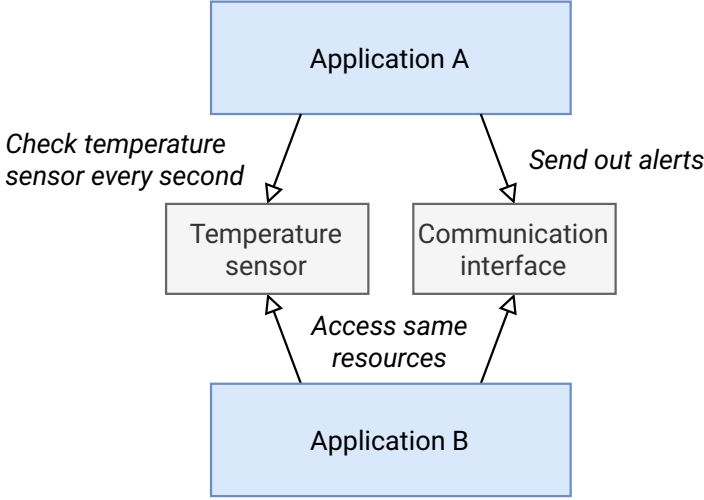 Application A
Check temperature
sensor every second
Send out alerts
Temperature
sensor
Communication
interface
Access same
resources
Application B